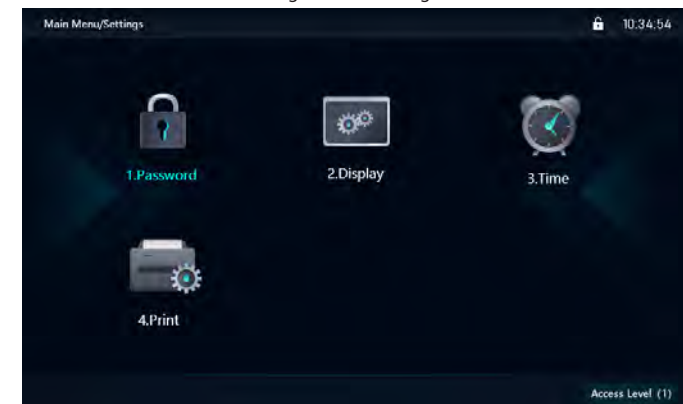 Main Menu/Settings
10:34:54
1.Password
2.Display
3.Time
4.Print
Access Level (1)